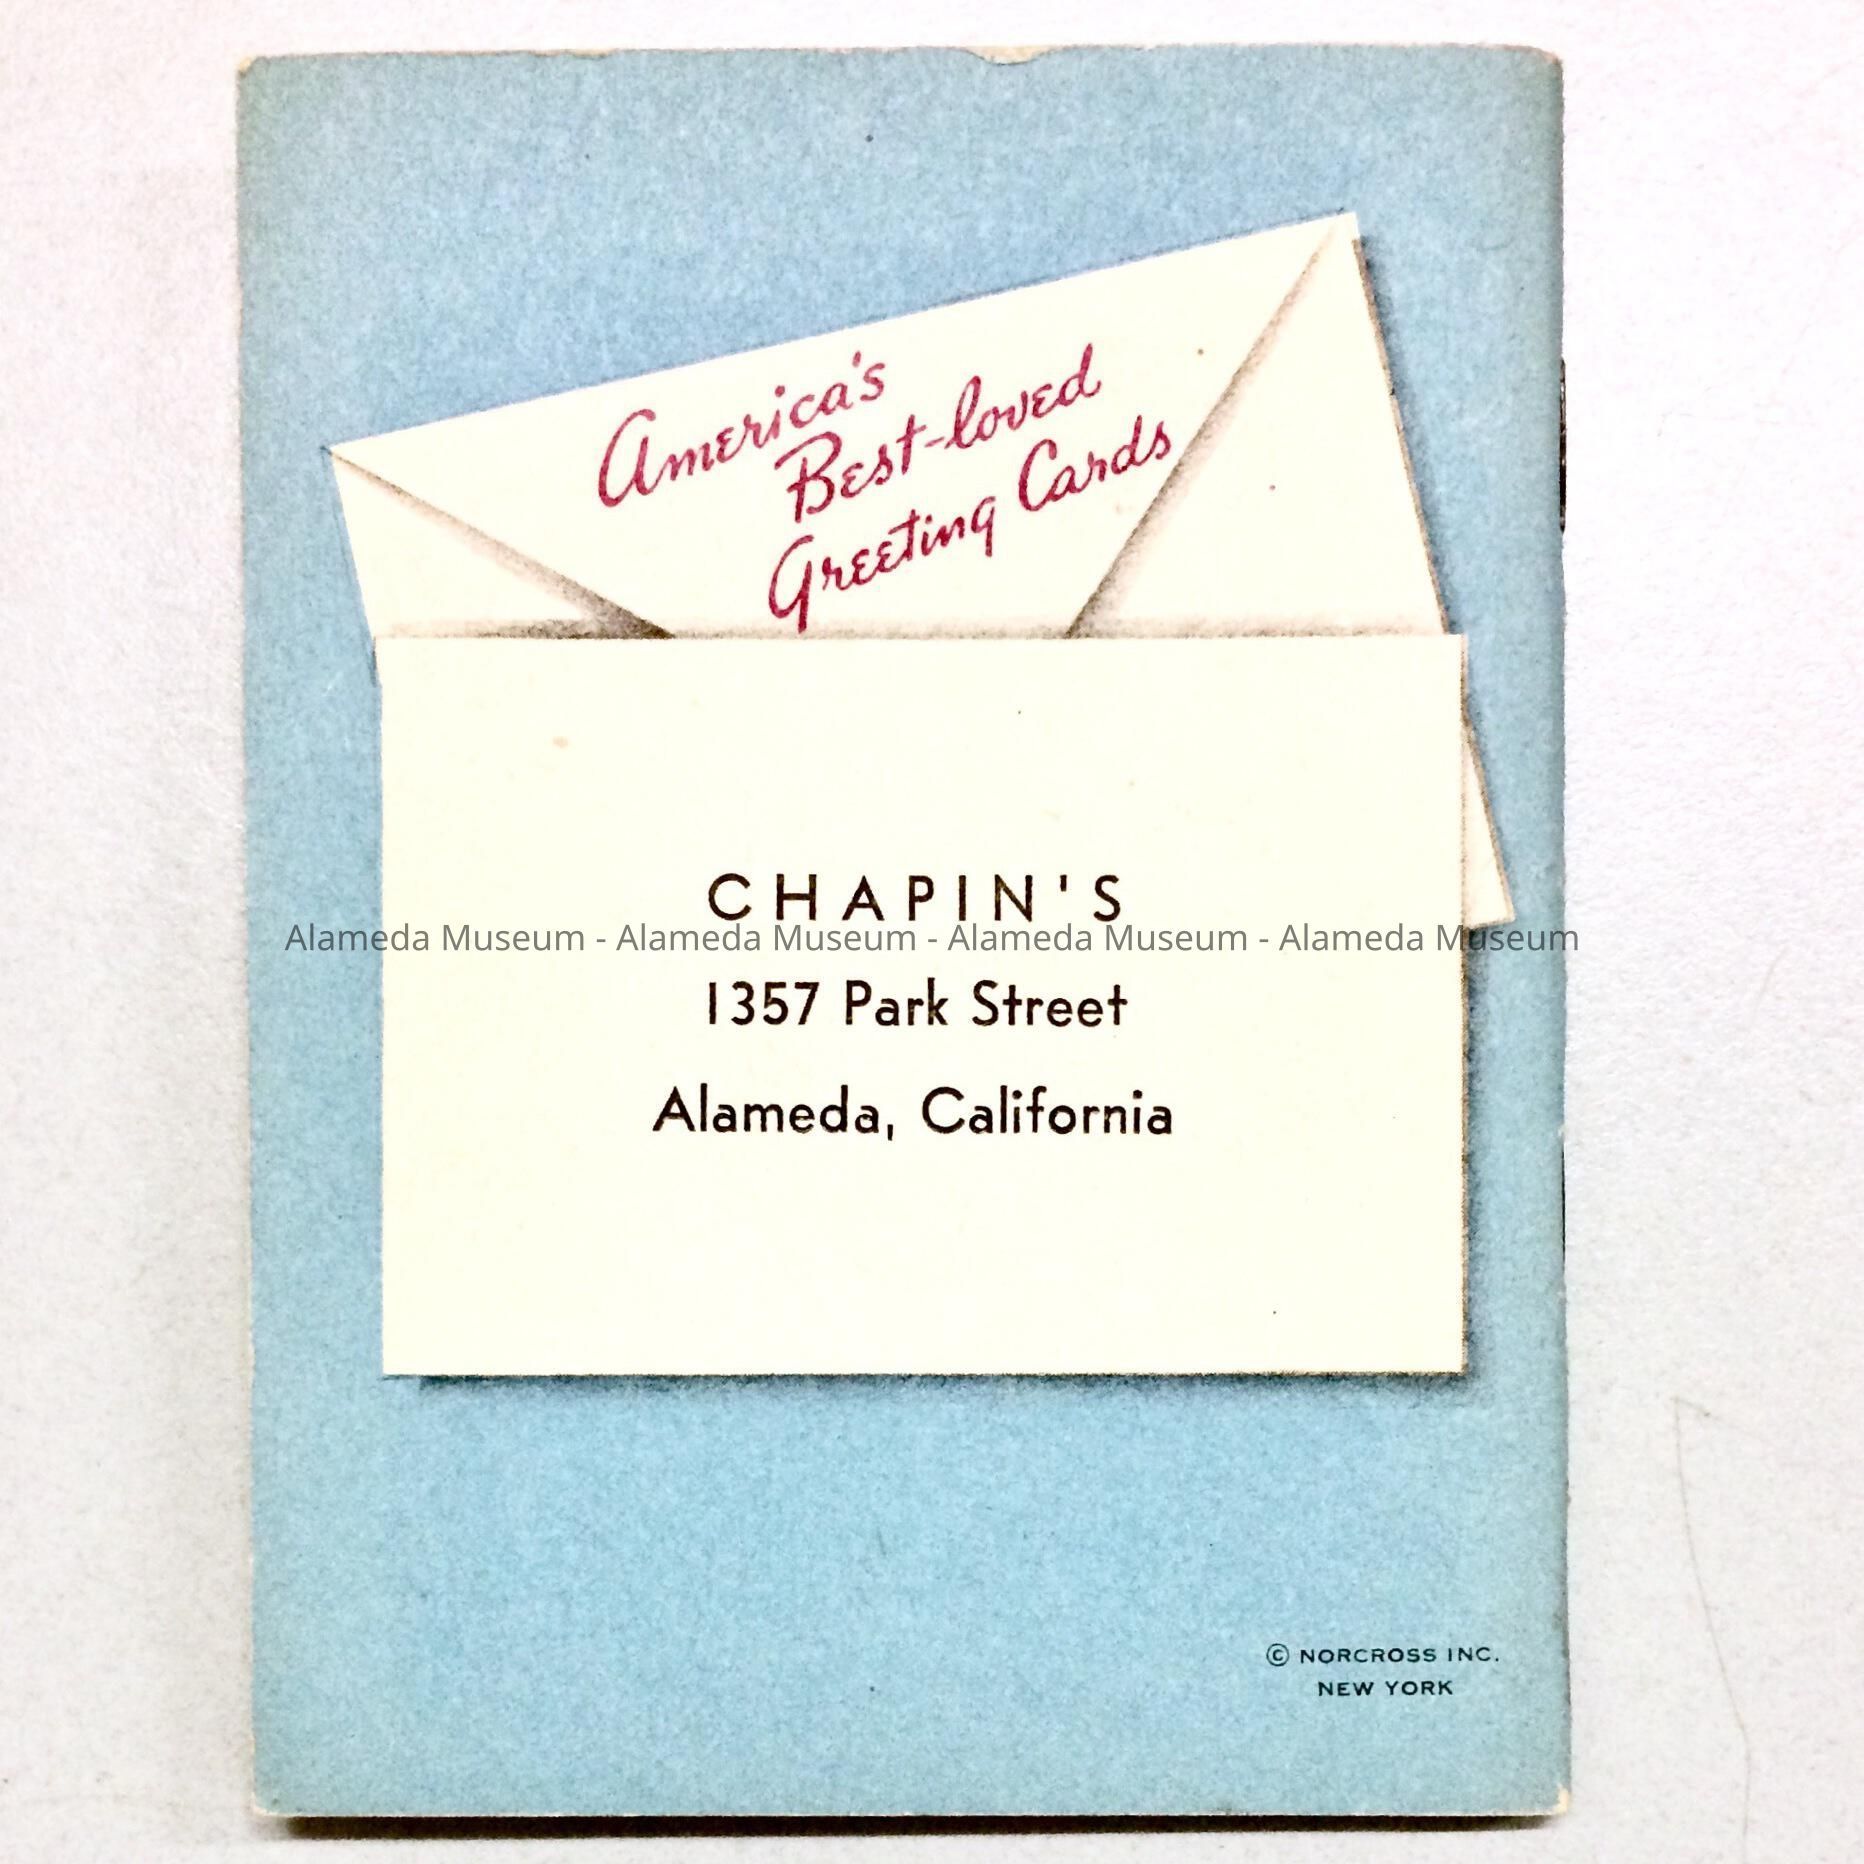 America's
Best-loved
Greeting Cards
CHAPIN'S
Alameda Museum - Alameda Museum - Alameda Museum - Alameda Museum
1357 Park Street
Alameda, California
© NORCROSS INC.
NEW YORK